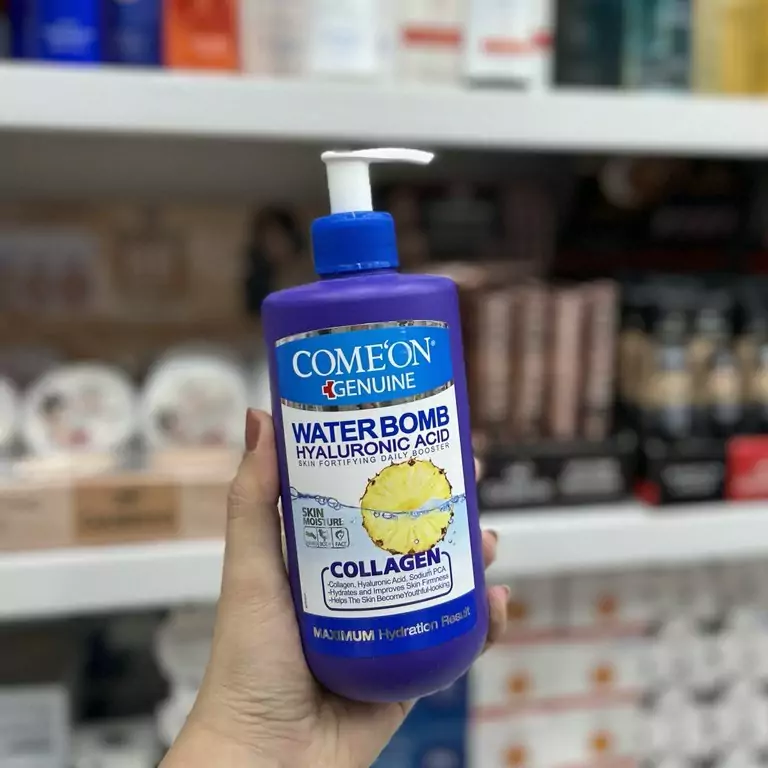 COME'ON®
GENUINE
WATER BOMB
HYALURONIC ACID
SKIN FORTIFYING DAILY BOOSTER
SKIN
MOISTURE
FACE
COLLAGEN
-Collagen, Hyaluronic Acid, Sodium PCA
-Hydrates and Improves Skin Firmness
-Helps The Skin Become Youthful-looking
MAXIMUM Hydration Result